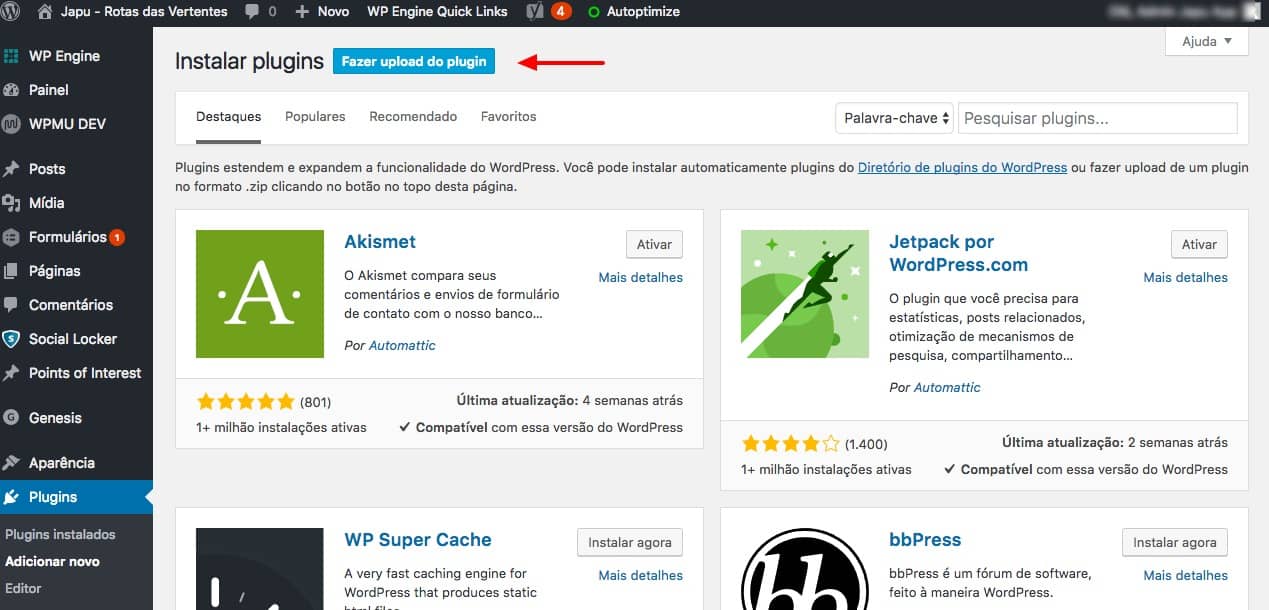 Japu - Rotas das Vertentes 0 Novo WP Engine Quick Links 4 Autoptimize
Ajuda
WP Engine
Painel
WPMU DEV
Posts
Mídia
Formulários 1
Páginas
Comentários
Social Locker
Points of Interest
Genesis
Aparência
Plugins
Plugins instalados
Adicionar novo
Editor
Instalar plugins Fazer upload do plugin
Destaques Populares Recomendado Favoritos Palavra-chave Pesquisar plugins...
Plugins estendem e expandem a funcionalidade do WordPress. Você pode instalar automaticamente plugins do Diretório de plugins do WordPress ou fazer upload de um plugin
no formato .zip clicando no botão no topo desta página.
A
Akismet
Ativar
Mais detalhes
O Akismet compara seus
comentários e envios de formulário
de contato com o nosso banco...
Por Automattic
(801)
1+ milhão instalações ativas
Última atualização: 4 semanas atrás
Compatível com essa versão do WordPress
Jetpack por
WordPress.com
Ativar
Mais detalhes
O plugin que você precisa para
estatísticas, posts relacionados,
otimização de mecanismos de
pesquisa, compartilhamento...
Por Automattic
(1.400)
1+ milhão instalações ativas
Última atualização: 2 semanas atrás
Compatível com essa versão do WordPress
WP Super Cache
Instalar agora
Mais detalhes
A very fast caching engine for
WordPress that produces static
html files.
bb
bbPress
Instalar agora
Mais detalhes
bbPress é um fórum de software,
feito à maneira WordPress.